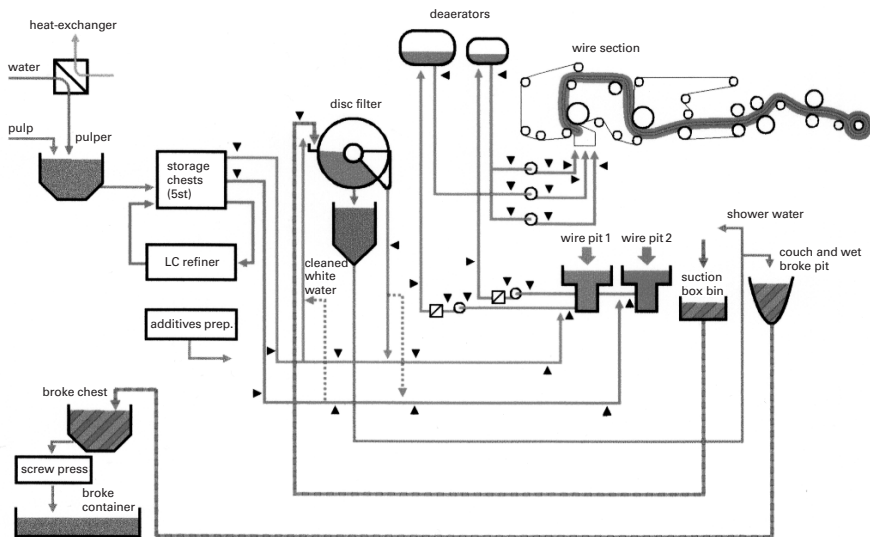 deaerators
heat-exchanger
wire section
water
disc filter
pulp
pulper
storage
chests
(5st)
shower water
wire pit 1
wire pit 2
couch and wet
broke pit
LC refiner
cleaned
white
water
suction
box bin
additives prep.
broke chest
screw press
broke
container